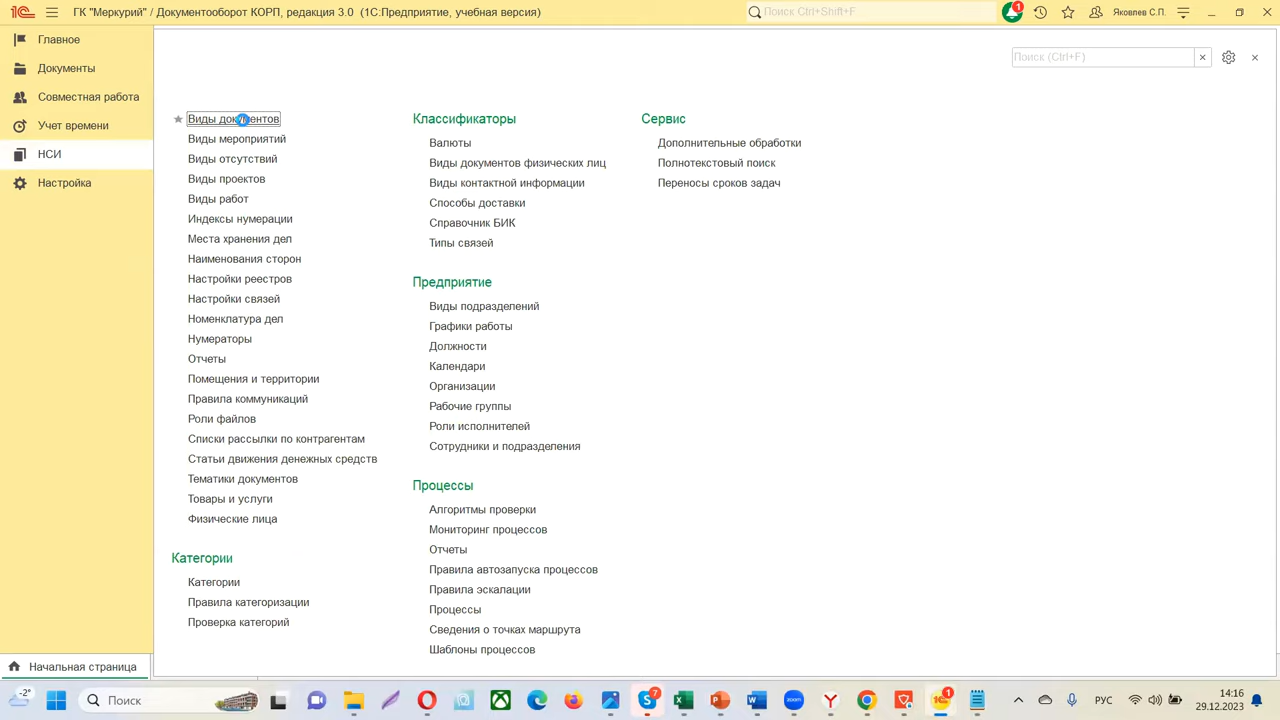 ГК "Меркурий" / Документооборот КОРП, редакция 3.0 (1С:Предприятие, учебная версия)
Поиск Ctrl+Shift+F
1
Яковлев С.П.
Главное
Документы
Совместная работа
Учет времени
НСИ
Настройка
Поиск (Ctrl+F)
Виды документов
Виды мероприятий
Виды отсутствий
Виды проектов
Виды работ
Индексы нумерации
Места хранения дел
Наименования сторон
Настройки реестров
Настройки связей
Номенклатура дел
Нумераторы
Отчеты
Помещения и территории
Правила коммуникаций
Роли файлов
Списки рассылки по контрагентам
Статьи движения денежных средств
Тематики документов
Товары и услуги
Физические лица
Категории
Категории
Правила категоризации
Проверка категорий
Классификаторы
Валюты
Виды документов физических лиц
Виды контактной информации
Способы доставки
Справочник БИК
Типы связей
Предприятие
Виды подразделений
Графики работы
Должности
Календари
Организации
Рабочие группы
Роли исполнителей
Сотрудники и подразделения
Процессы
Алгоритмы проверки
Мониторинг процессов
Отчеты
Правила автозапуска процессов
Правила эскалации
Процессы
Сведения о точках маршрута
Шаблоны процессов
Сервис
Дополнительные обработки
Полнотекстовый поиск
Переносы сроков задач
Начальная страница
-2°
Поиск
7
zoom
1
РУС
14:16
29.12.2023